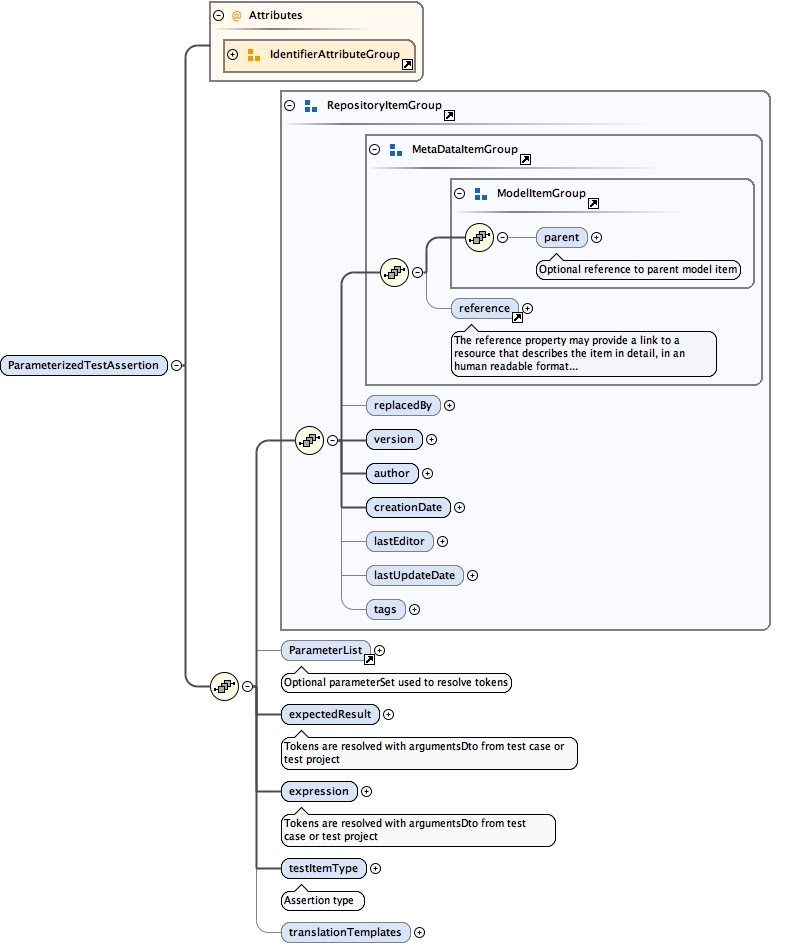 @ Attributes
IdentifierAttributeGroup
RepositoryItemGroup
MetaDataItemGroup
ModelItemGroup
parent
Optional reference to parent model item
reference
The reference property may provide a link to a
resource that describes the item in detail, in an
human readable format...
ParameterizedTestAssertion
replacedBy
version
author
creationDate
lastEditor
lastUpdateDate
tags
ParameterList
Optional parameterSet used to resolve tokens
expectedResult
Tokens are resolved with argumentsDto from test case or
test project
expression
Tokens are resolved with argumentsDto from test
case or test project
testItemType
Assertion type
translationTemplates